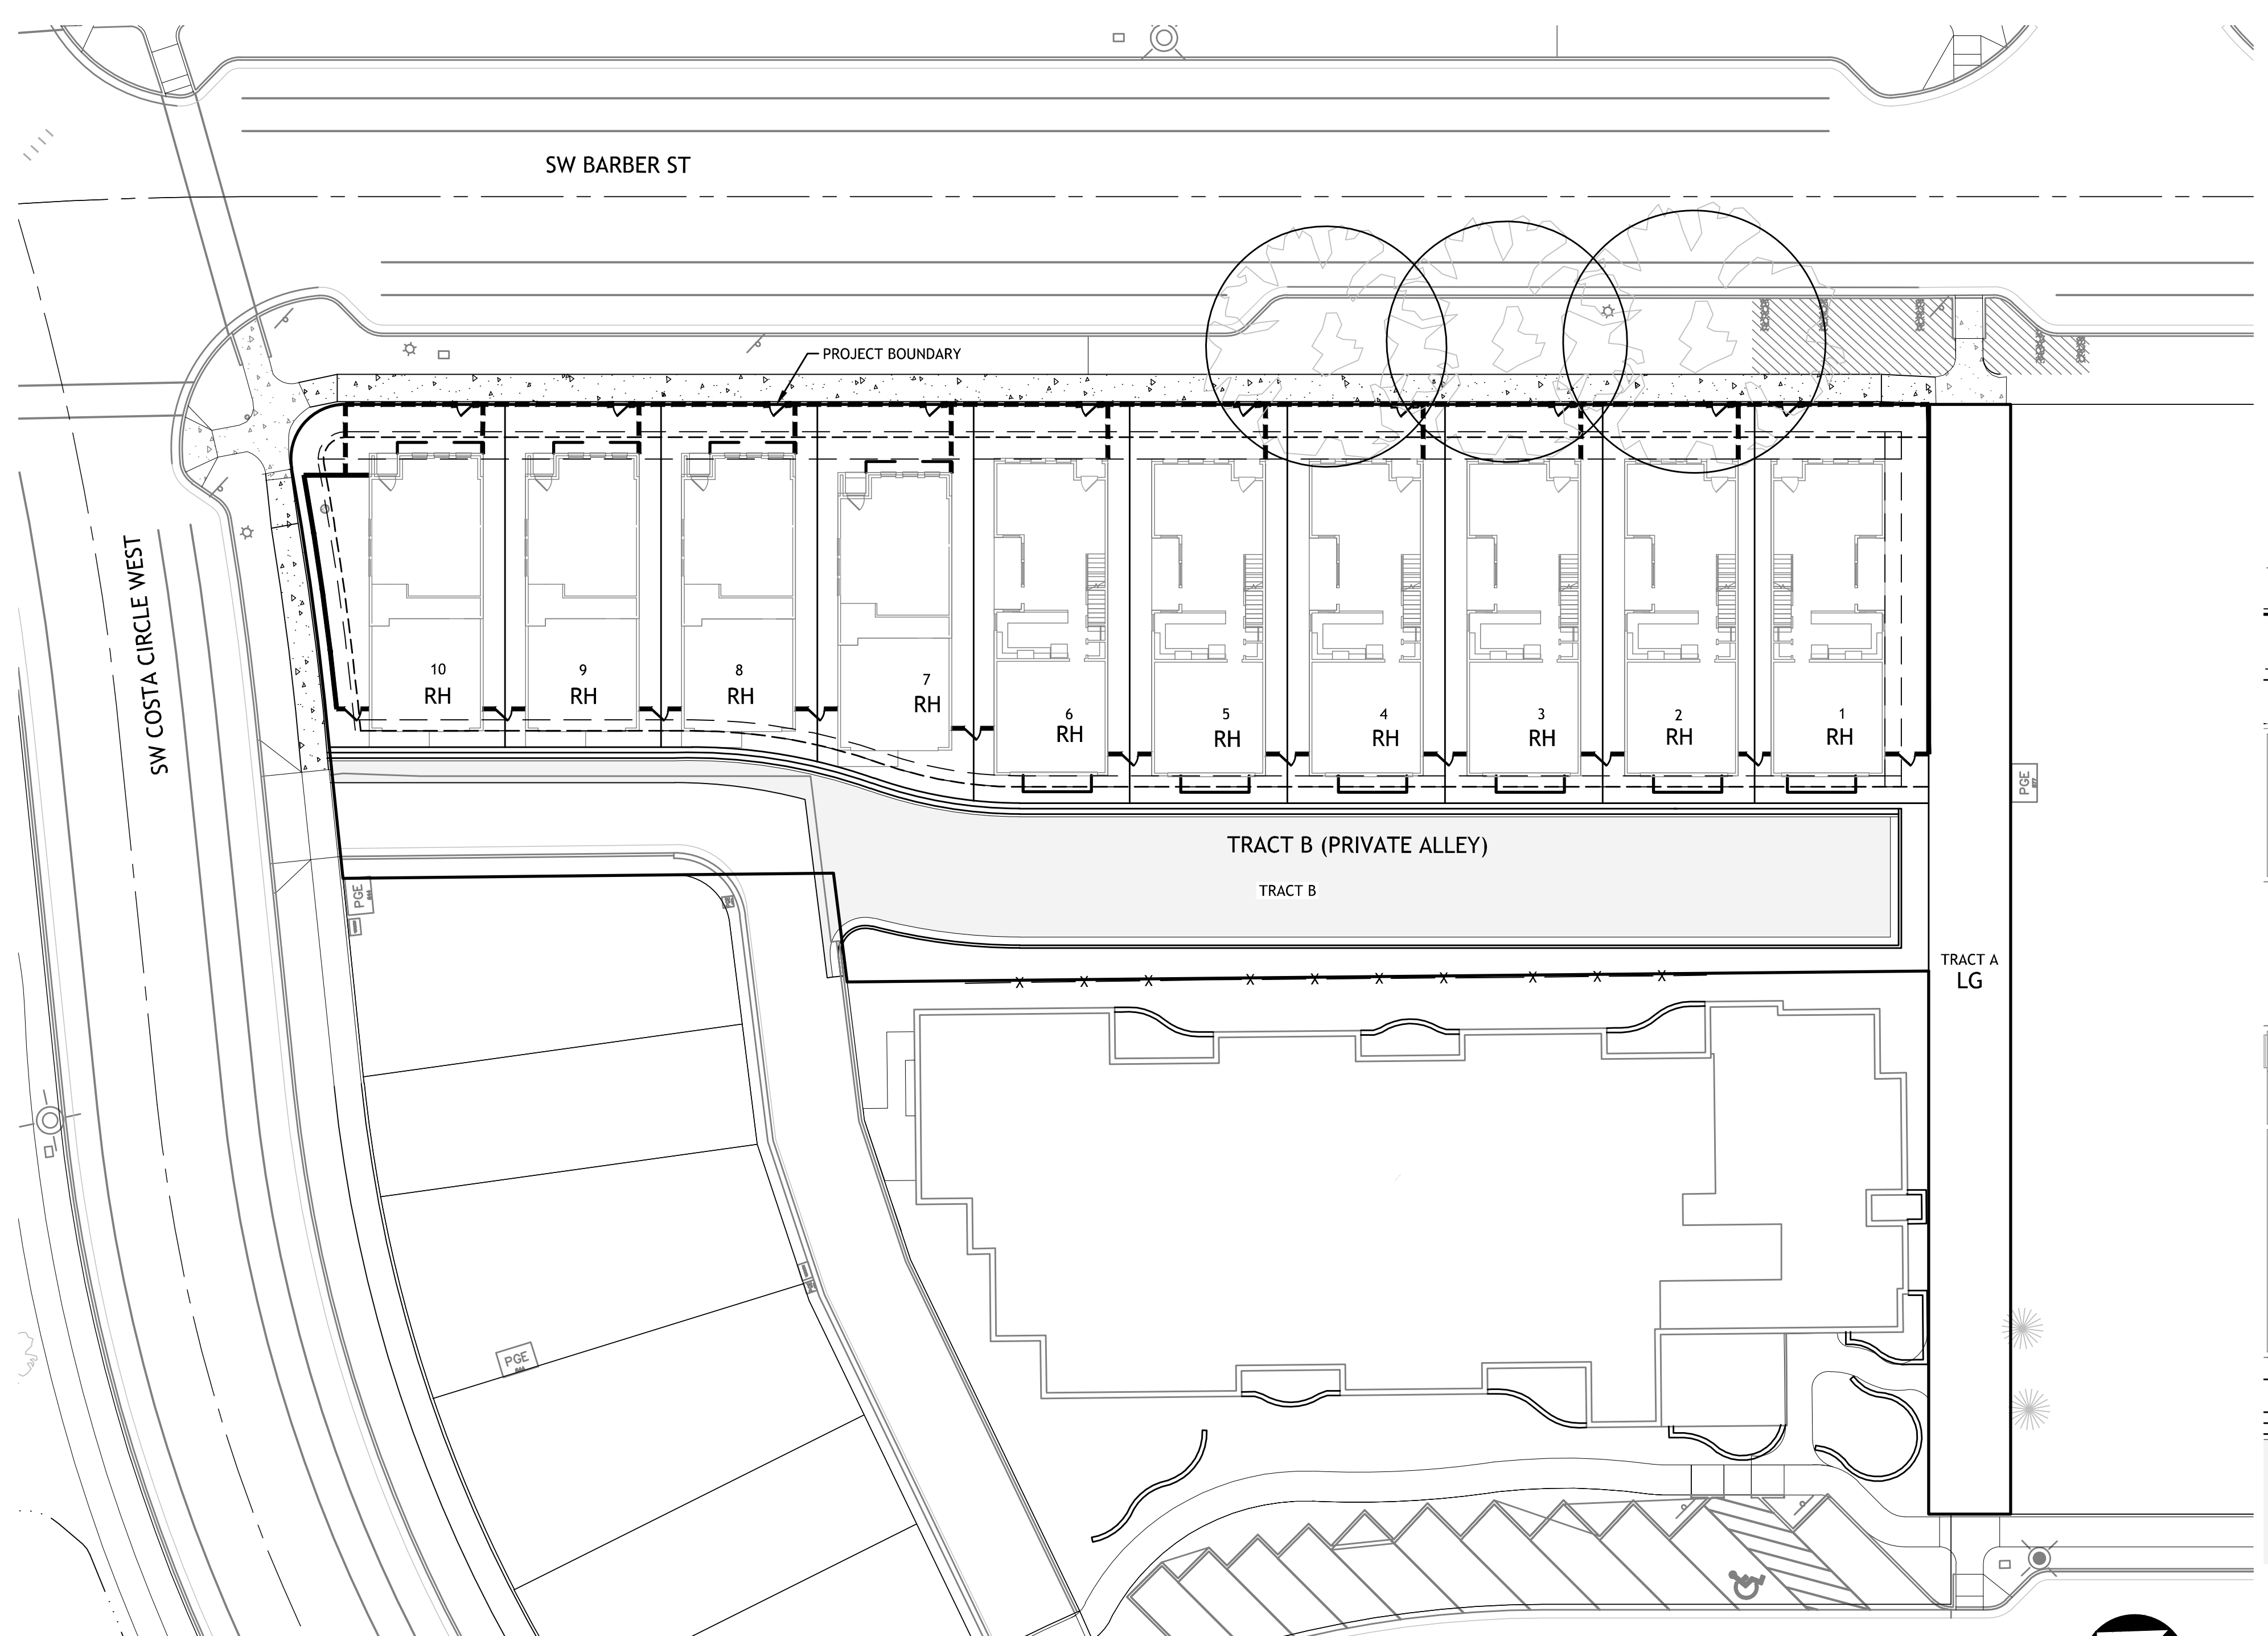 SW BARBER ST
PROJECT BOUNDARY
SW COSTA CIRCLE WEST
10
RH
9
RH
8
RH
7
RH
6
RH
5
RH
4
RH
3
RH
2
RH
1
RH
PGE
TRACT B (PRIVATE ALLEY)
TRACT B
PGE
TRACT A
LG
X X X X X X X X X X
PGE